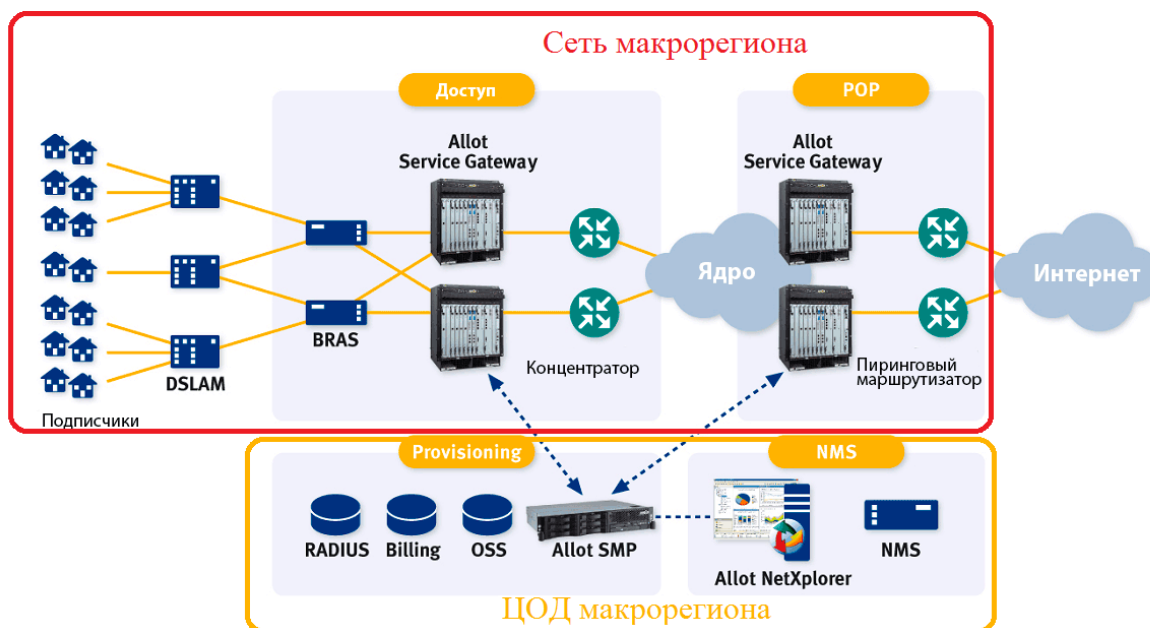 Сеть макрорегиона
Доступ
POP
Allot
Service Gateway
Allot
Service Gateway
Ядро
Интернет
BRAS
DSLAM
Концентратор
Пиринговый
маршрутизатор
Подписчики
Provisioning
NMS
RADIUS
Billing
OSS
Allot SMP
Allot NetXplorer
NMS
ЦОД макрорегиона